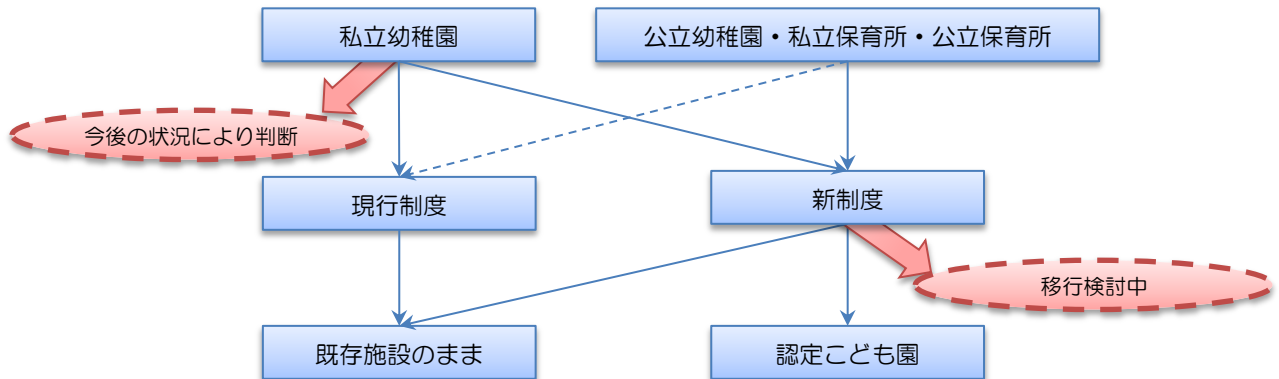 私立幼稚園
公立幼稚園・私立保育所・公立保育所
今後の状況により判断
現行制度
新制度
移行検討中
既存施設のまま
認定こども園